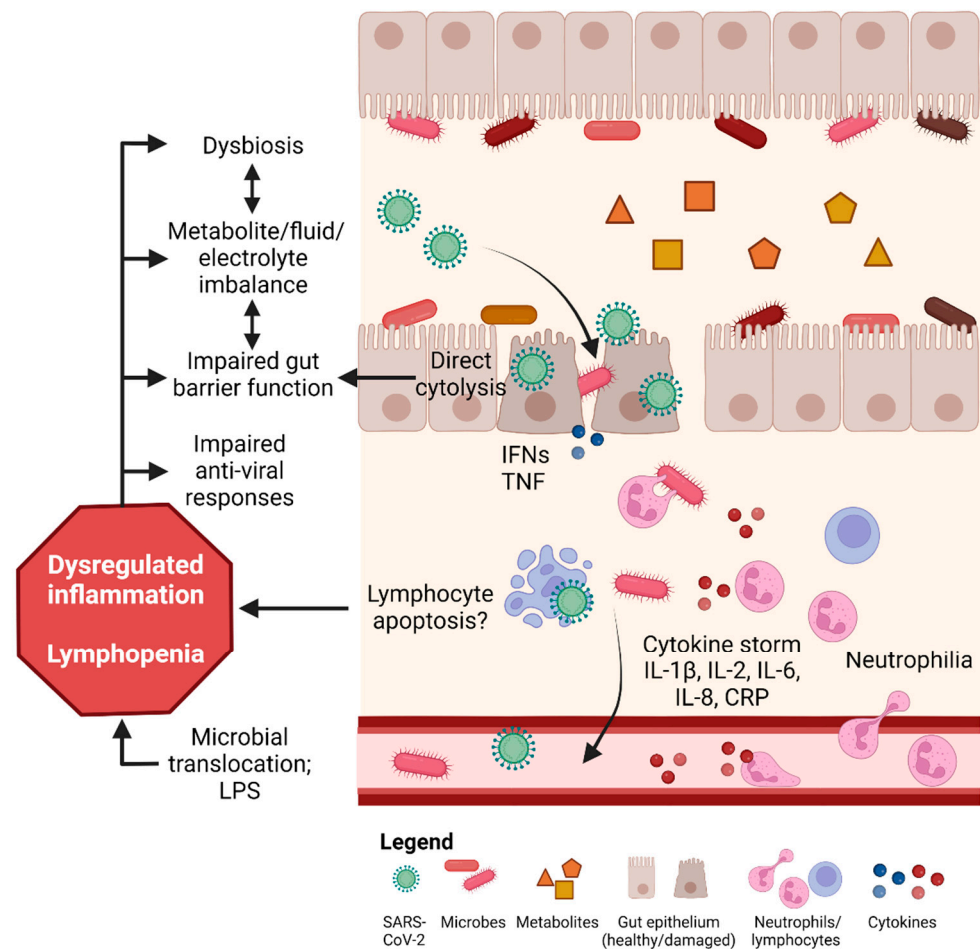 Dysbiosis
Metabolite/fluid/
electrolyte
imbalance
Impaired gut
barrier function
Direct
cytolysis
Impaired
anti-viral
responses
IFNs
TNF
Dysregulated
inflammation
Lymphopenia
Lymphocyte
apoptosis?
Cytokine storm
IL-1β, IL-2, IL-6,
IL-8, CRP
Neutrophilia
Microbial
translocation;
LPS
Legend
SARS-
CoV-2
Microbes
Metabolites
Gut epithelium
(healthy/damaged)
Neutrophils/
lymphocytes
Cytokines